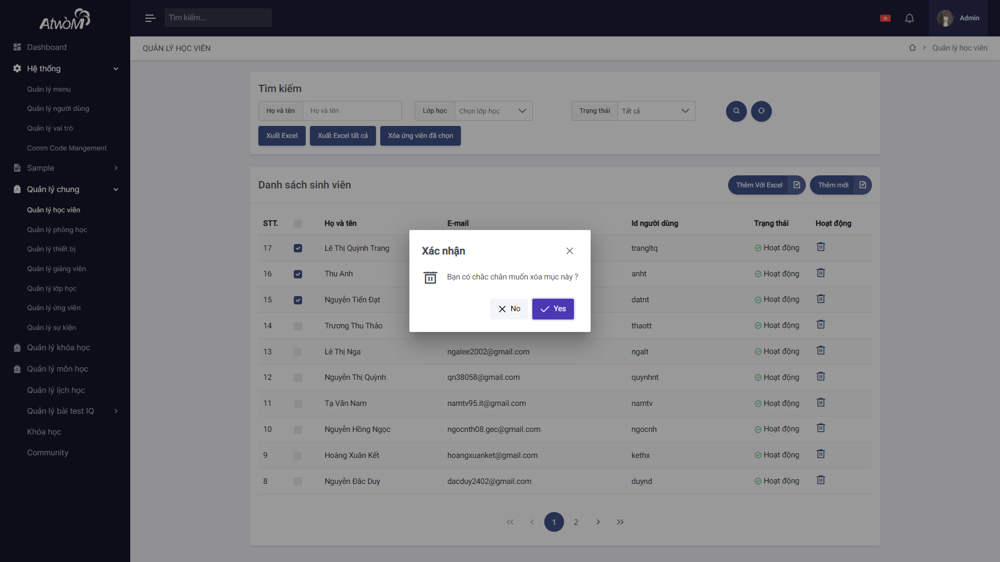 AtwoM
Tìm kiếm...
Admin
Dashboard
Hệ thống
Quản lý menu
Quản lý người dùng
Quản lý vai trò
Comm Code Mangement
Sample
Quản lý chung
Quản lý học viên
Quản lý phòng học
Quản lý thiết bị
Quản lý giảng viên
Quản lý lớp học
Quản lý ứng viên
Quản lý sự kiện
Quản lý khóa học
Quản lý môn học
Quản lý lịch học
Quản lý bài test IQ
Khóa học
Community
QUẢN LÝ HỌC VIÊN
Quản lý học viên
Tìm kiếm
Họ và tên Họ và tên Lớp học Chọn lớp học Trạng thái Tất cả
Xuất Excel Xuất Excel tất cả Xóa ứng viên đã chọn
Danh sách sinh viên Thêm Với Excel Thêm mới
STT. Họ và tên E-mail Id người dùng Trạng thái Hoạt động
17 Lê Thị Quỳnh Trang trangltq Hoạt động
16 Thu Anh anht Hoạt động
15 Nguyễn Tiến Đạt datnt Hoạt động
14 Trương Thu Thảo thaott Hoạt động
13 Lê Thị Nga ngalee2002@gmail.com ngalt Hoạt động
12 Nguyễn Thị Quỳnh qn38058@gmail.com quynhnt Hoạt động
11 Tạ Văn Nam namtv95.it@gmail.com namtv Hoạt động
10 Nguyễn Hồng Ngọc ngocnth08.gec@gmail.com ngocnh Hoạt động
9 Hoàng Xuân Kết hoangxuanket@gmail.com kethx Hoạt động
8 Nguyễn Đắc Duy dacduy2402@gmail.com duynd Hoạt động
1 2
Xác nhận
Bạn có chắc chắn muốn xóa mục này ?
No Yes